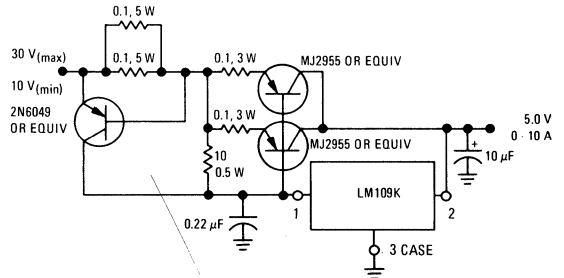 0.1, 5 W
30 V(max)
0.1, 5 W
0.1, 3 W
MJ2955 OR EQUIV
10 V(min)
2N6049
OR EQUIV
0.1, 3 W
5.0 V
0 - 10 A
MJ2955 OR EQUIV
+
10 μF
10
0.5 W
LM109K
1
2
0.22 μF
3 CASE